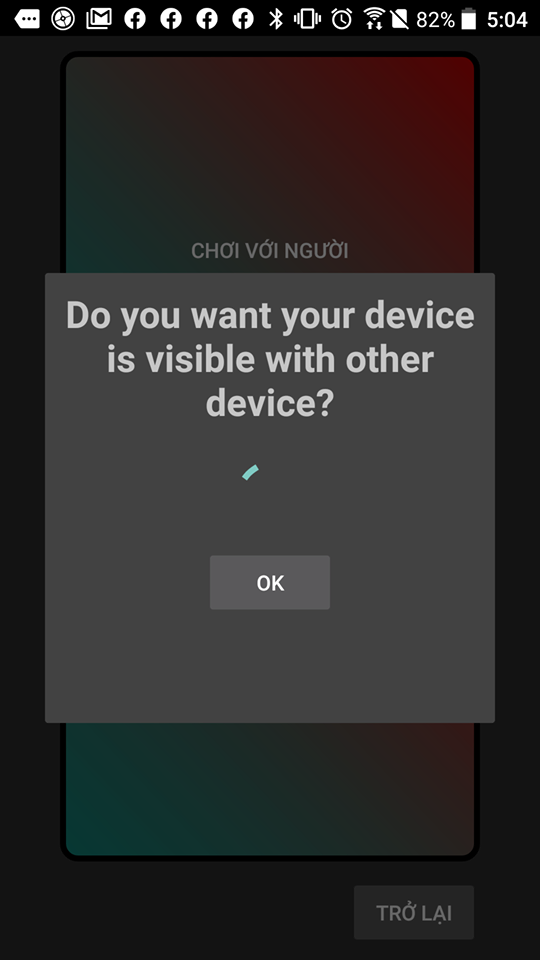 82% 5:04
CHƠI VỚI NGƯỜI
Do you want your device
is visible with other
device?
OK
TRỞ LẠI